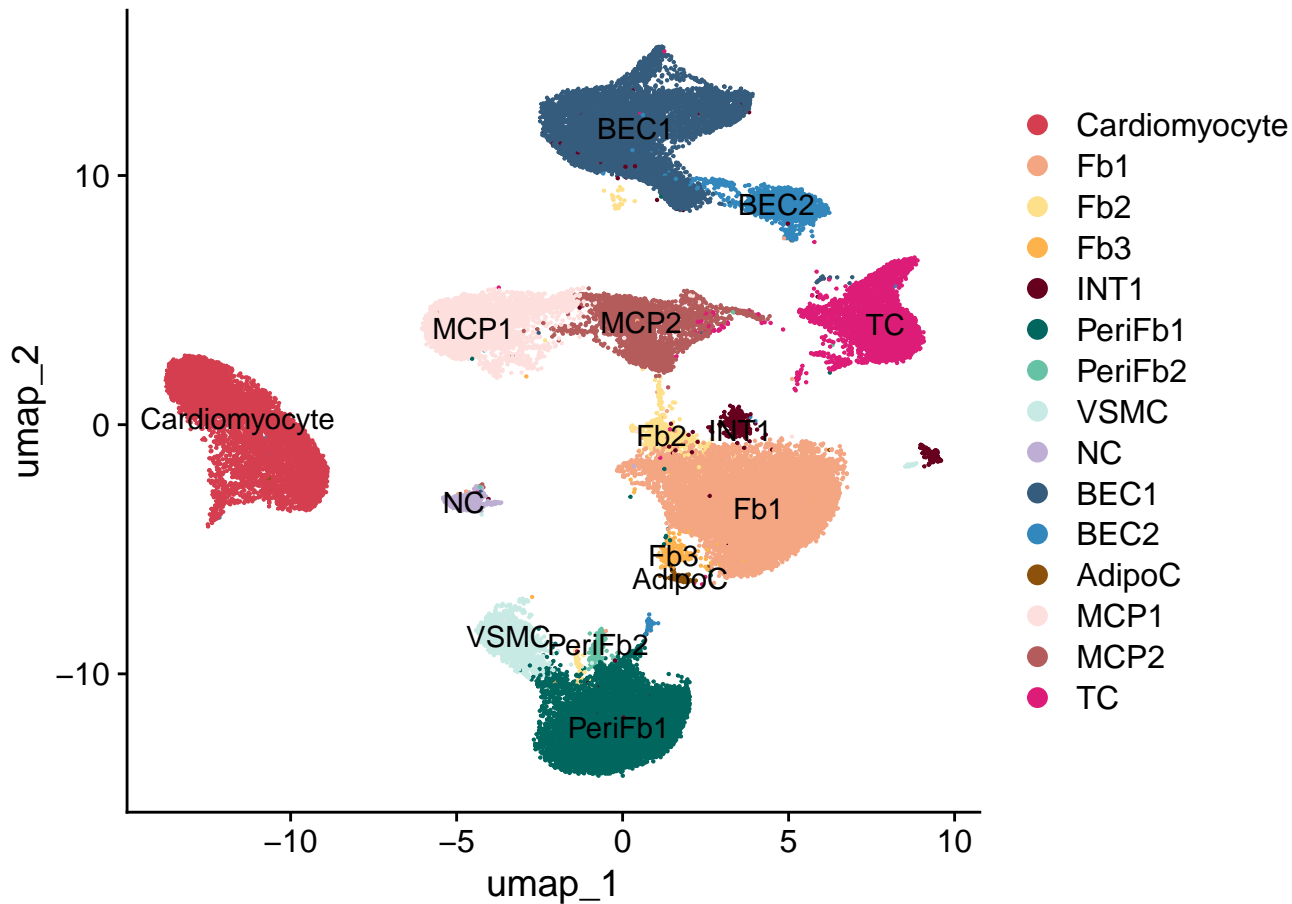 BEC1
10
BEC2
MCP1
MCP2
TC
Cardiomyocyte
0
Fb2
INT1
NC
Fb1
Fb3
AdipoC
VSMC
PeriFb2
−10
PeriFb1
−10
−5
0
5
10
umap_1
umap_2
Cardiomyocyte
Fb1
Fb2
Fb3
INT1
PeriFb1
PeriFb2
VSMC
NC
BEC1
BEC2
AdipoC
MCP1
MCP2
TC